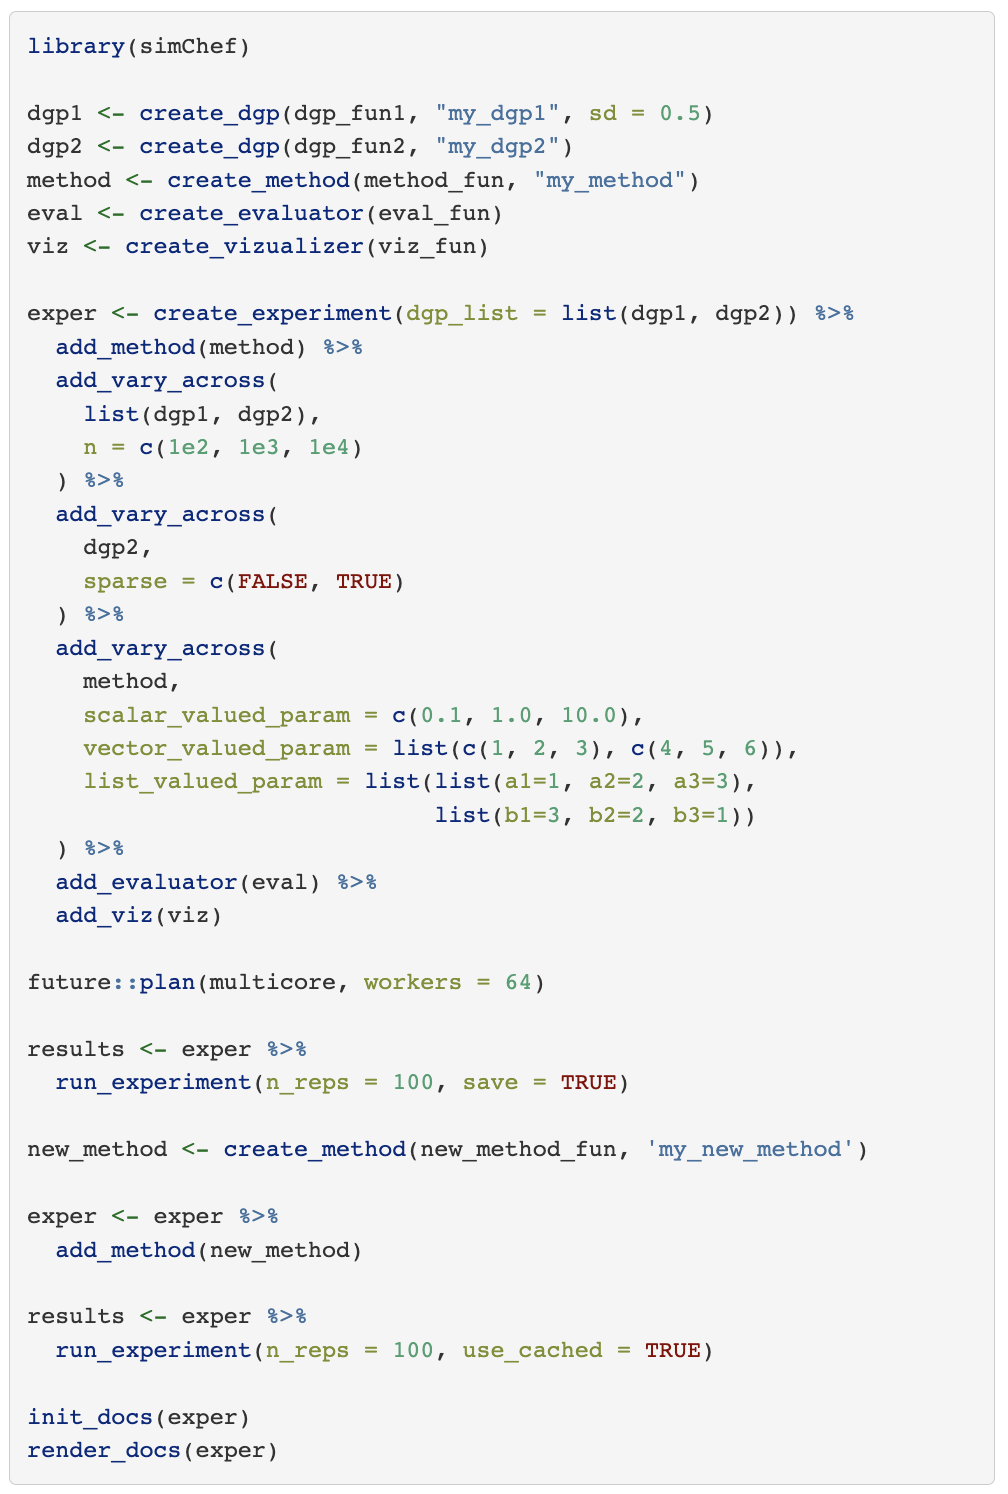 library(simChef)

dgp1 <- create_dgp(dgp_fun1, "my_dgp1", sd = 0.5)
dgp2 <- create_dgp(dgp_fun2, "my_dgp2")
method <- create_method(method_fun, "my_method")
eval <- create_evaluator(eval_fun)
viz <- create_vizualizer(viz_fun)

exper <- create_experiment(dgp_list = list(dgp1, dgp2)) %>%
  add_method(method) %>%
  add_vary_across(
    list(dgp1, dgp2),
    n = c(1e2, 1e3, 1e4)
  ) %>%
  add_vary_across(
    dgp2,
    sparse = c(FALSE, TRUE)
  ) %>%
  add_vary_across(
    method,
    scalar_valued_param = c(0.1, 1.0, 10.0),
    vector_valued_param = list(c(1, 2, 3), c(4, 5, 6)),
    list_valued_param = list(list(a1=1, a2=2, a3=3),
                             list(b1=3, b2=2, b3=1))
  ) %>%
  add_evaluator(eval) %>%
  add_viz(viz)

future::plan(multicore, workers = 64)

results <- exper %>%
  run_experiment(n_reps = 100, save = TRUE)

new_method <- create_method(new_method_fun, 'my_new_method')

exper <- exper %>%
  add_method(new_method)

results <- exper %>%
  run_experiment(n_reps = 100, use_cached = TRUE)

init_docs(exper)
render_docs(exper)